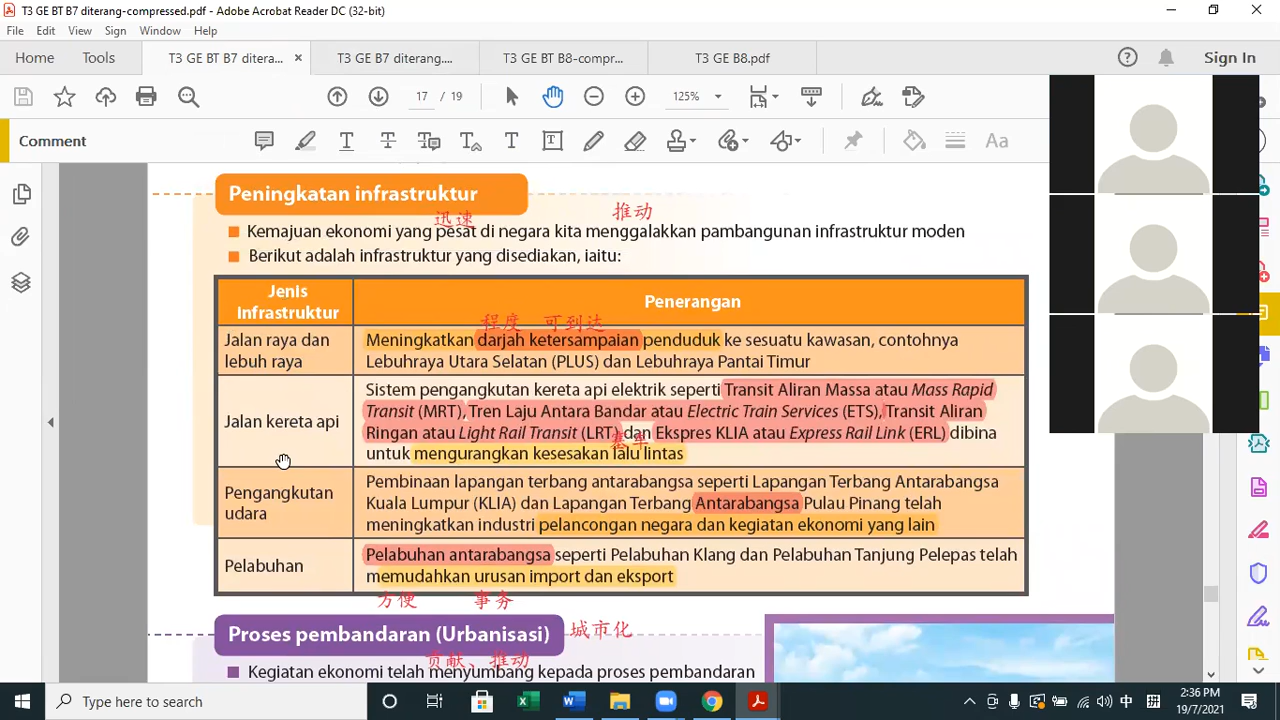 T3 GE BT B7 diterang-compressed.pdf - Adobe Acrobat Reader DC (32-bit)
File Edit View Sign Window Help
Home Tools T3 GE BT B7 ditera... × T3 GE B7 diterang.... T3 GE BT B8-compr... T3 GE B8.pdf Sign In
17 / 19 125%
Comment
Peningkatan infrastruktur
迅速 推动
Kemajuan ekonomi yang pesat di negara kita menggalakkan pambangunan infrastruktur moden
Berikut adalah infrastruktur yang disediakan, iaitu:
Jenis
infrastruktur
Penerangan
程度 可到达
Jalan raya dan
lebuh raya
Meningkatkan darjah ketersampaian penduduk ke sesuatu kawasan, contohnya
Lebuhraya Utara Selatan (PLUS) dan Lebuhraya Pantai Timur
Jalan kereta api
Sistem pengangkutan kereta api elektrik seperti Transit Aliran Massa atau Mass Rapid
Transit (MRT), Tren Laju Antara Bandar atau Electric Train Services (ETS), Transit Aliran
Ringan atau Light Rail Transit (LRT) dan Ekspres KLIA atau Express Rail Link (ERL) dibina
塞车
untuk mengurangkan kesesakan lalu lintas
Pengangkutan
udara
Pembinaan lapangan terbang antarabangsa seperti Lapangan Terbang Antarabangsa
Kuala Lumpur (KLIA) dan Lapangan Terbang Antarabangsa Pulau Pinang telah
meningkatkan industri pelancongan negara dan kegiatan ekonomi yang lain
Pelabuhan
Pelabuhan antarabangsa seperti Pelabuhan Klang dan Pelabuhan Tanjung Pelepas telah
memudahkan urusan import dan eksport
方便 事务
Proses pembandaran (Urbanisasi) 城市化
贡献、推动
Kegiatan ekonomi telah menyumbang kepada proses pembandaran
Type here to search
中 拼
2:36 PM
19/7/2021